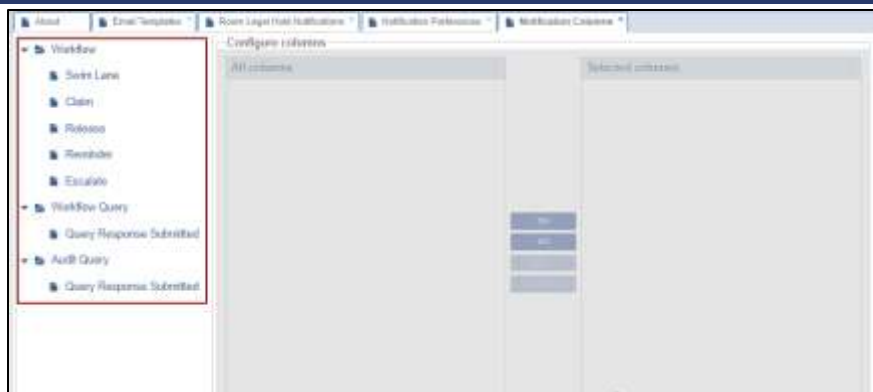 About
Email Templates
Room Legal Hold Notifications
Notification Preferences
Notification Columns
Workflow
Swim Lane
Claim
Release
Reminder
Escalate
Workflow Query
Query Response Submitted
Audit Query
Query Response Submitted
Configure columns
All columns
Selected columns